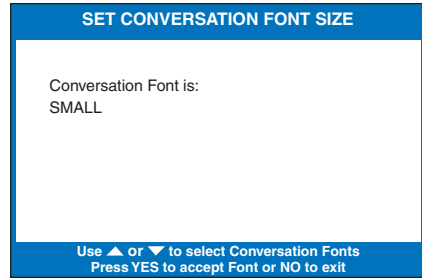 SET CONVERSATION FONT SIZE
Conversation Font is:
SMALL
Use ▲ or ▼ to select Conversation Fonts
Press YES to accept Font or NO to exit